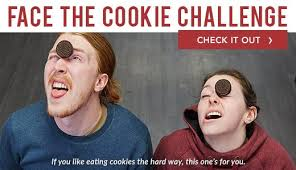 FACE THE COOKIE CHALLENGE
CHECK IT OUT >
If you like eating cookies the hard way, this one's for you.